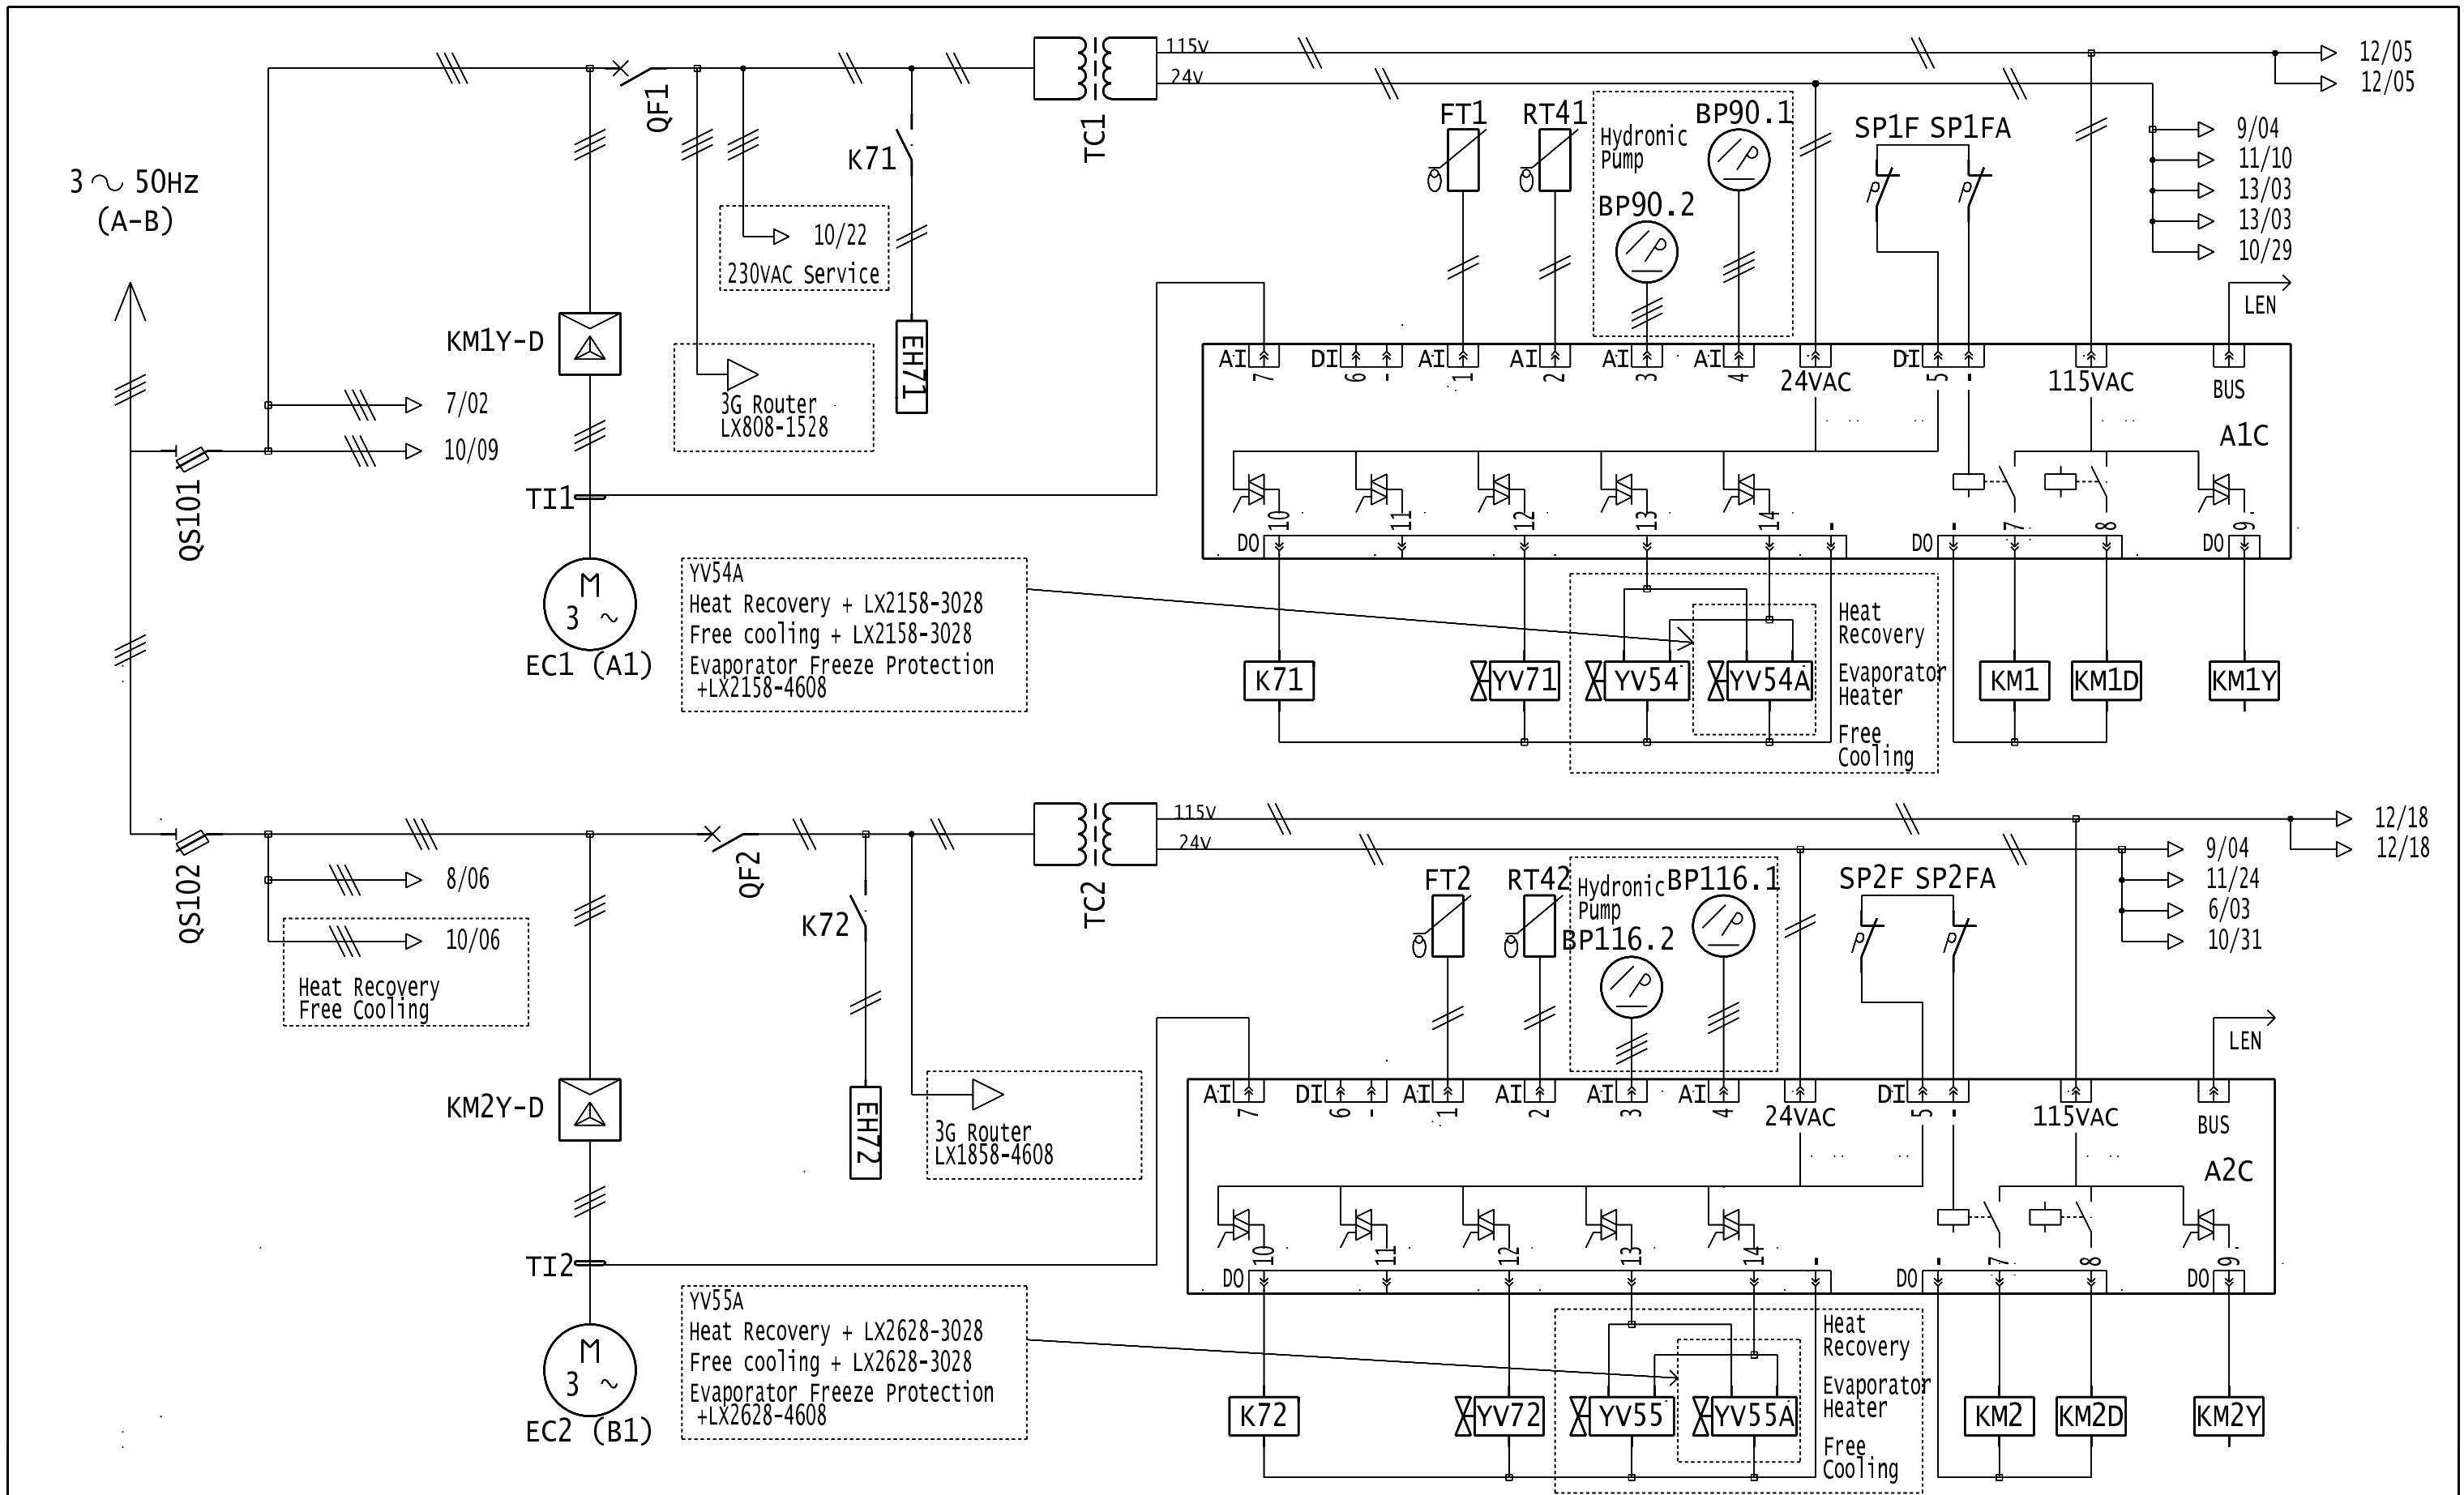 115V
24V
12/05
12/05
QF1
TC1
FT1
RT41
Hydronic
Pump
BP90.1
BP90.2
SP1F SP1FA
9/04
11/10
13/03
13/03
10/29
3 ~ 50Hz
(A-B)
K71
10/22
230VAC Service
LEN
KM1Y-D
EH71
3G Router
LX808-1528
7/02
10/09
QS101
AI
7
DI
6
-
AI
1
AI
2
AI
3
AI
4
24VAC
DI
5
-
115VAC
BUS
A1C
TI1
DO
10
11
12
13
14
-
DO
-
7
8
DO
9
M
3 ~
EC1 (A1)
YV54A
Heat Recovery + LX2158-3028
Free cooling + LX2158-3028
Evaporator Freeze Protection
+LX2158-4608
K71
YV71
YV54
YV54A
Heat
Recovery
Evaporator
Heater
Free
Cooling
KM1
KM1D
KM1Y
115V
24V
12/18
12/18
QS102
QF2
TC2
FT2
RT42
Hydronic
Pump
BP116.1
BP116.2
SP2F SP2FA
9/04
11/24
6/03
10/31
8/06
10/06
Heat Recovery
Free Cooling
K72
LEN
KM2Y-D
EH72
3G Router
LX1858-4608
AI
7
DI
6
-
AI
1
AI
2
AI
3
AI
4
24VAC
DI
5
-
115VAC
BUS
A2C
TI2
DO
10
11
12
13
14
-
DO
-
7
8
DO
9
M
3 ~
EC2 (B1)
YV55A
Heat Recovery + LX2628-3028
Free cooling + LX2628-3028
Evaporator Freeze Protection
+LX2628-4608
K72
YV72
YV55
YV55A
Heat
Recovery
Evaporator
Heater
Free
Cooling
KM2
KM2D
KM2Y